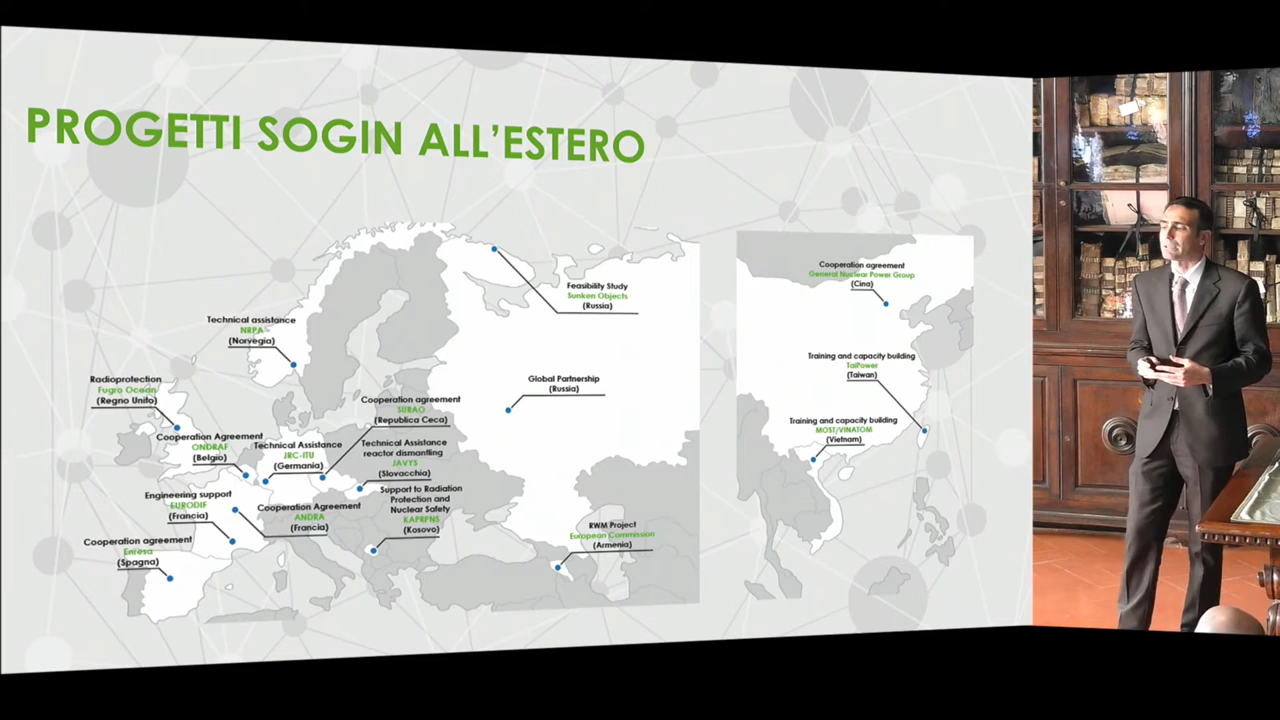 PROGETTI SOGIN ALL'ESTERO
Feasibility Study
Sunken Objects
(Russia)
Technical assistance
NRPA
(Norvegia)
Global Partnership
(Russia)
Radioprotection
Fugro Ocean
(Regno Unito)
Cooperation agreement
SURAO
(Republica Ceca)
Cooperation Agreement
ONDRAF
(Belgio)
Technical Assistance
JRC-ITU
(Germania)
Technical Assistance
reactor dismantling
JAVYS
(Slovacchia)
Engineering support
EURODIF
(Francia)
Cooperation Agreement
ANDRA
(Francia)
Support to Radiation
Protection and
Nuclear Safety
KAPRPNS
(Kosovo)
Cooperation agreement
Enresa
(Spagna)
RWM Project
European Commission
(Armenia)
Cooperation agreement
General Nuclear Power Group
(Cina)
Training and capacity building
TaiPower
(Taiwan)
Training and capacity building
MOST/VINATOM
(Vietnam)